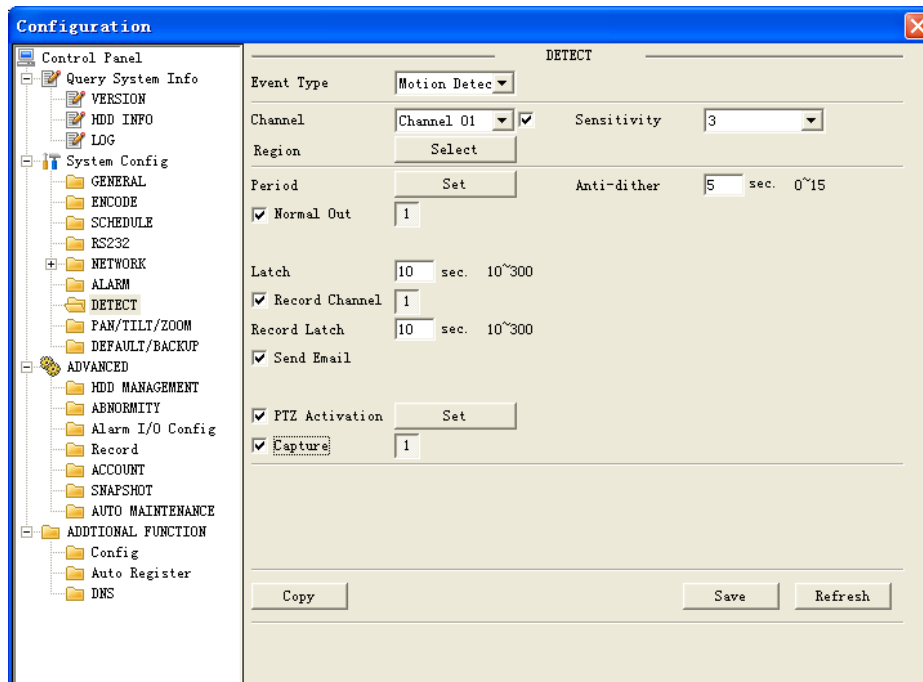 Configuration
Control Panel
Query System Info
VERSION
HDD INFO
LOG
System Config
GENERAL
ENCODE
SCHEDULE
RS232
NETWORK
ALARM
DETECT
PAN/TILT/ZOOM
DEFAULT/BACKUP
ADVANCED
HDD MANAGEMENT
ABNORMITY
Alarm I/O Config
Record
ACCOUNT
SNAPSHOT
AUTO MAINTENANCE
ADDTIONAL FUNCTION
Config
Auto Register
DNS
DETECT
Event Type Motion Detec
Channel Channel 01 Sensitivity 3
Region Select
Period Set Anti-dither 5 sec. 0~15
Normal Out 1
Latch 10 sec. 10~300
Record Channel 1
Record Latch 10 sec. 10~300
Send Email
PTZ Activation Set
Capture 1
Copy Save Refresh